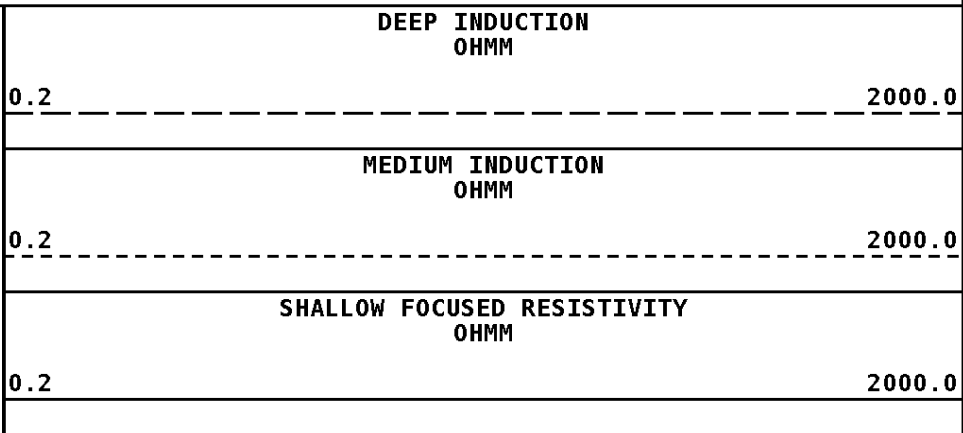 DEEP INDUCTION
OHMM
0.2 2000.0
MEDIUM INDUCTION
OHMM
0.2 2000.0
SHALLOW FOCUSED RESISTIVITY
OHMM
0.2 2000.0